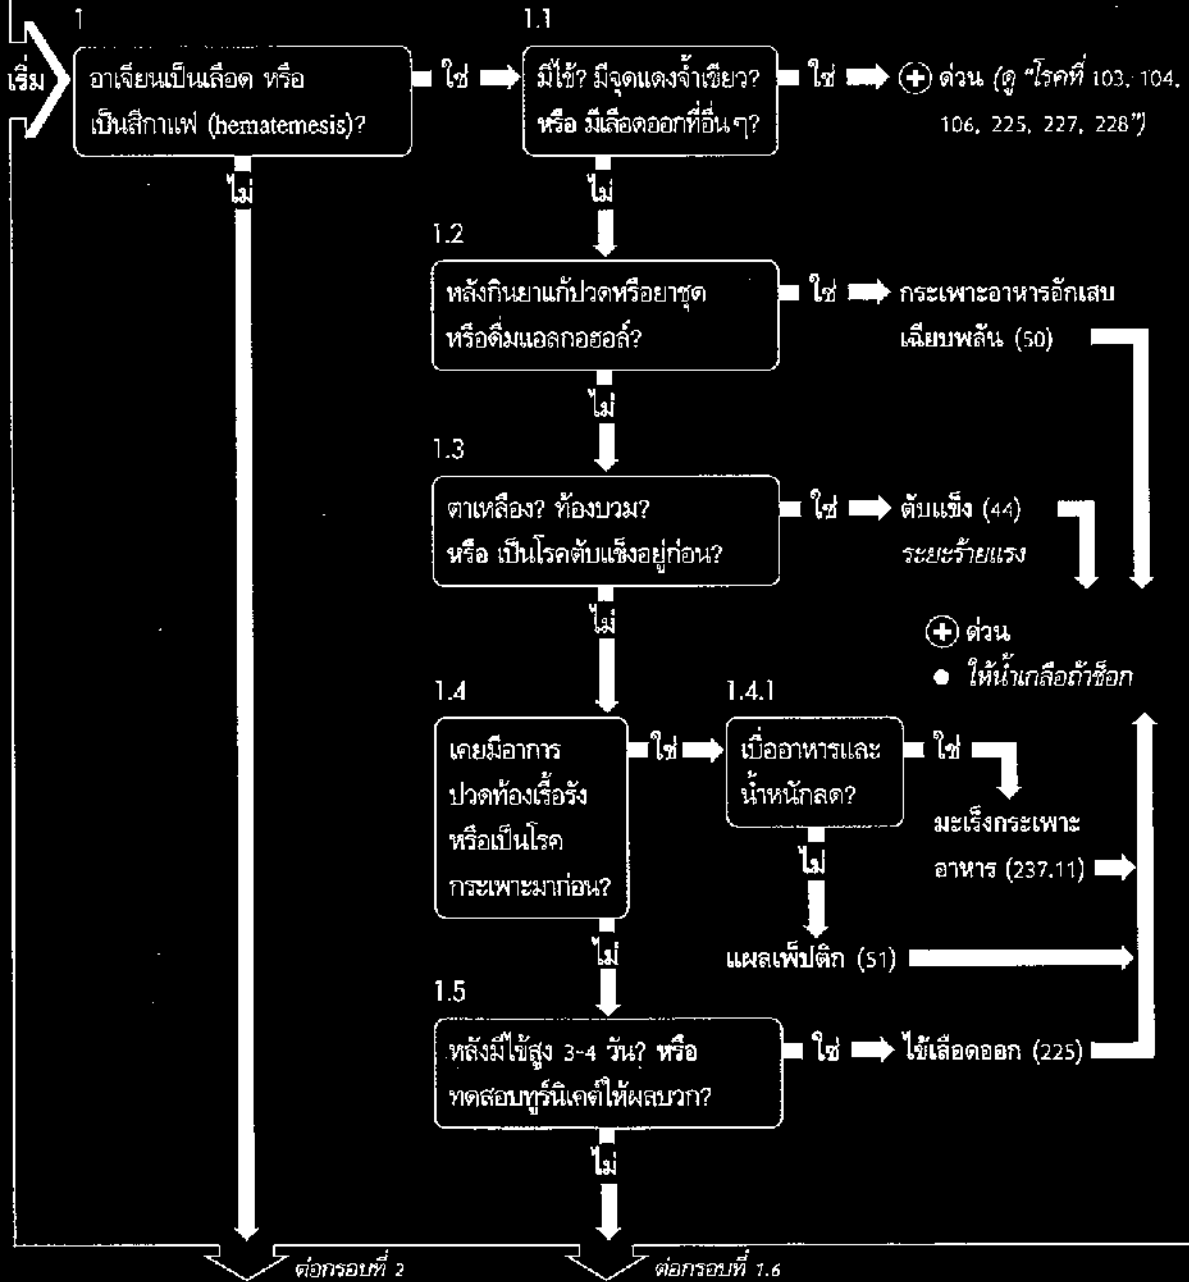 1
1.1
เริ่ม
อาเจียนเป็นเลือด หรือ
เป็นสีกาแฟ (hematemesis)?
ใช่
มีไข้? มีจุดแดงจ้ำเขียว?
หรือ มีเลือดออกที่อื่นๆ?
ใช่
ด่วน (ดู "โรคที่ 103, 104,
106, 225, 227, 228")
ไม่
ไม่
1.2
หลังกินยาแก้ปวดหรือยาชุด
หรือดื่มแอลกอฮอล์?
ใช่
กระเพาะอาหารอักเสบ
เฉียบพลัน (50)
ไม่
1.3
ตาเหลือง? ท้องบวม?
หรือ เป็นโรคตับแข็งอยู่ก่อน?
ใช่
ตับแข็ง (44)
ระยะร้ายแรง
ไม่
ด่วน
● ให้น้ำเกลือถ้าช็อก
1.4
1.4.1
เคยมีอาการ
ปวดท้องเรื้อรัง
หรือเป็นโรค
กระเพาะมาก่อน?
ใช่
เบื่ออาหารและ
น้ำหนักลด?
ใช่
มะเร็งกระเพาะ
อาหาร (237.11)
ไม่
แผลเพ็ปติก (51)
ไม่
1.5
หลังมีไข้สูง 3-4 วัน? หรือ
ทดสอบทูร์นิเคต์ให้ผลบวก?
ใช่
ไข้เลือดออก (225)
ไม่
ต่อกรอบที่ 2
ต่อกรอบที่ 1.6